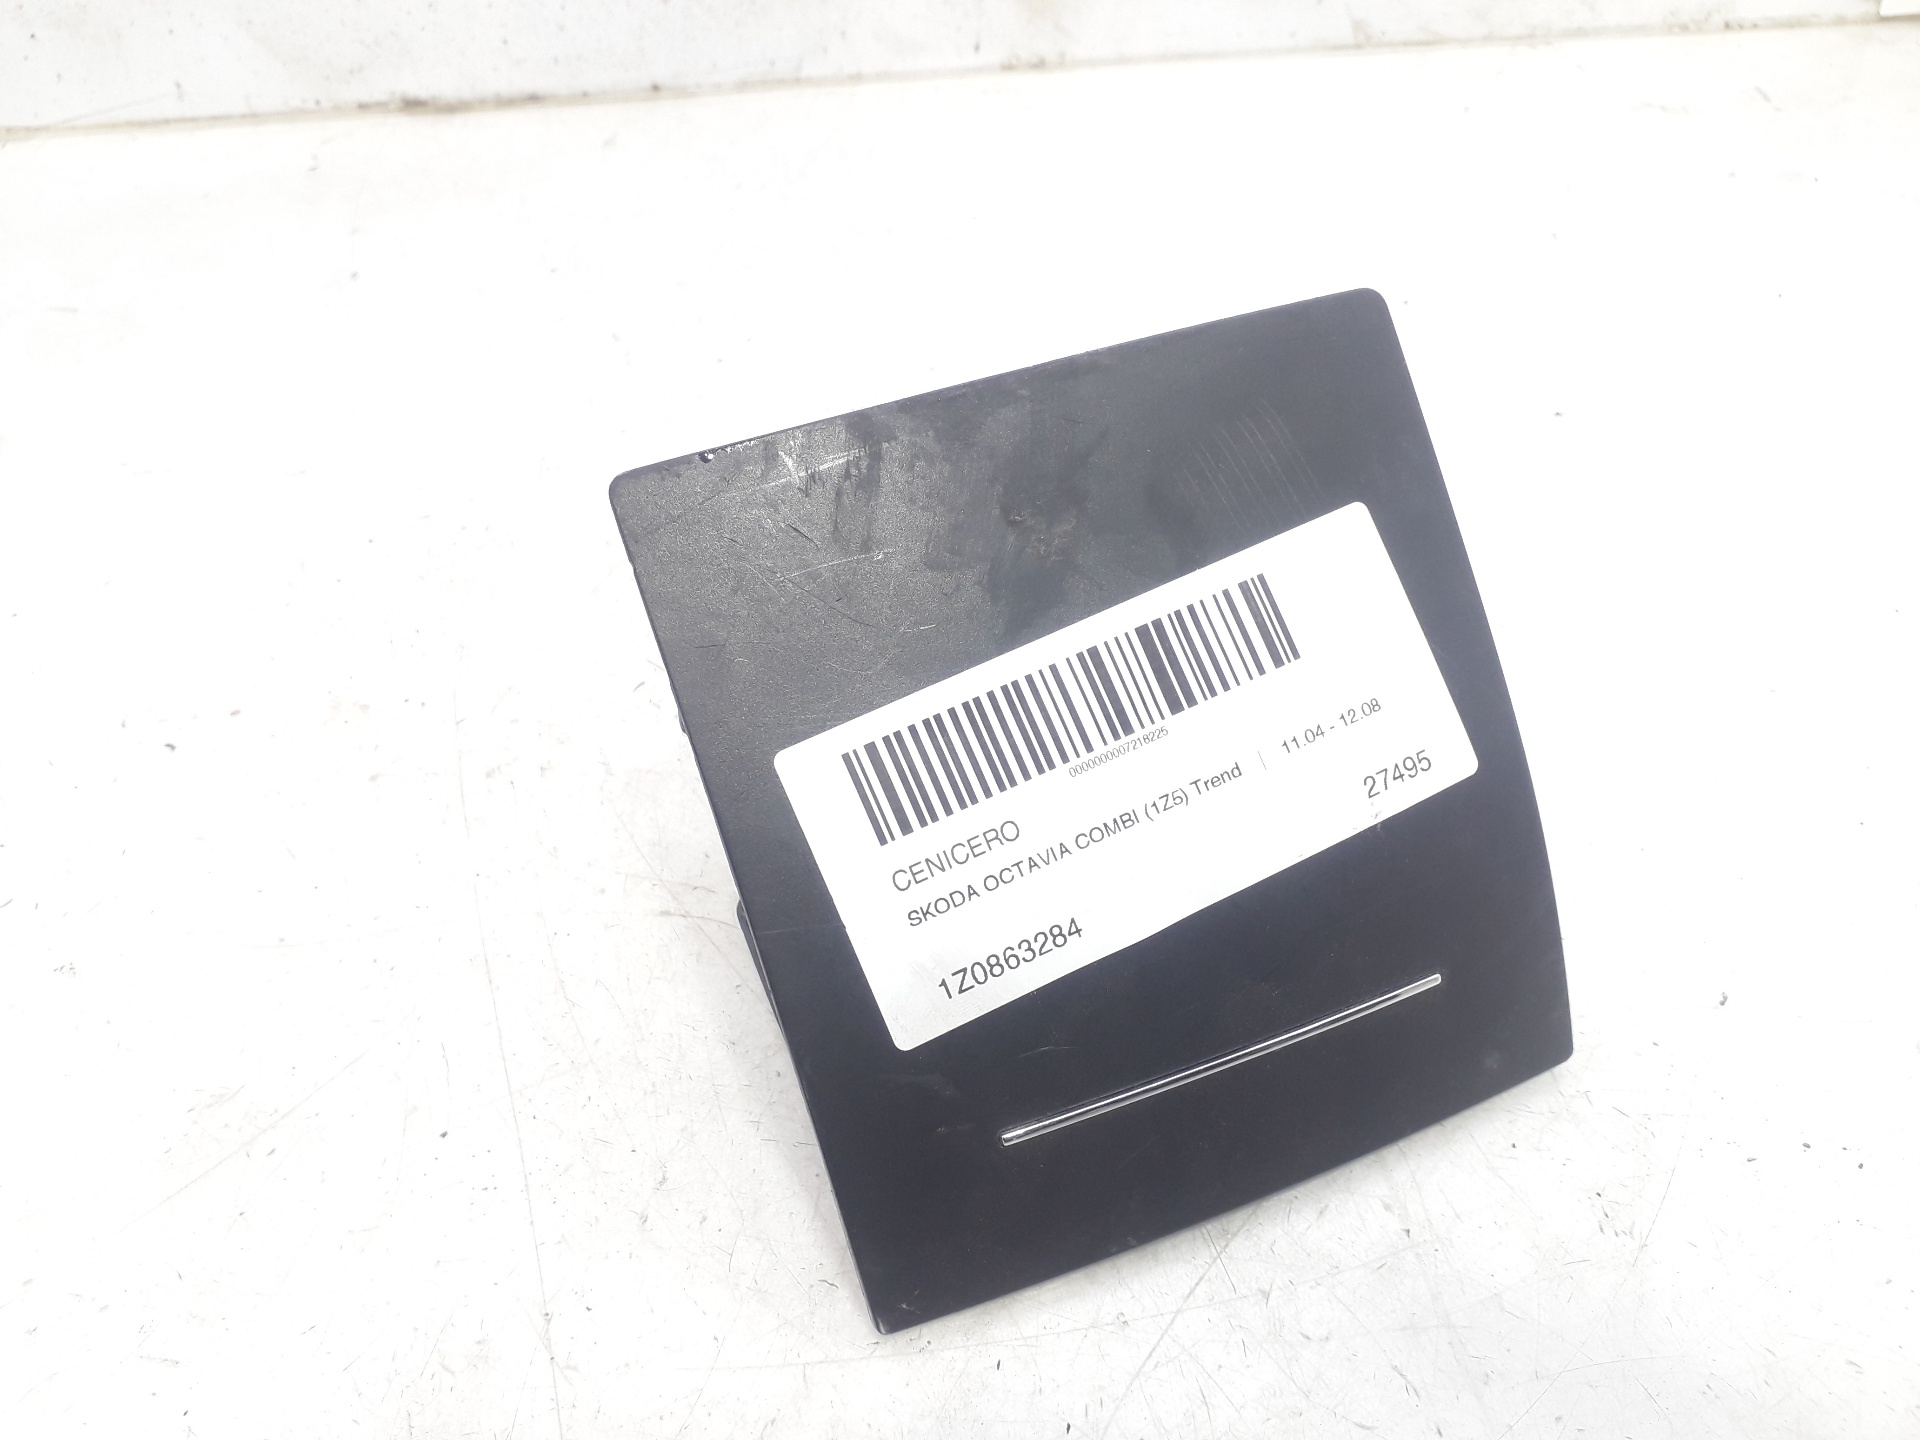 0000000007218225
CENICERO
SKODA OCTAVIA COMBI (1Z5) Trend | 11.04 - 12.08
1Z0863284 27495